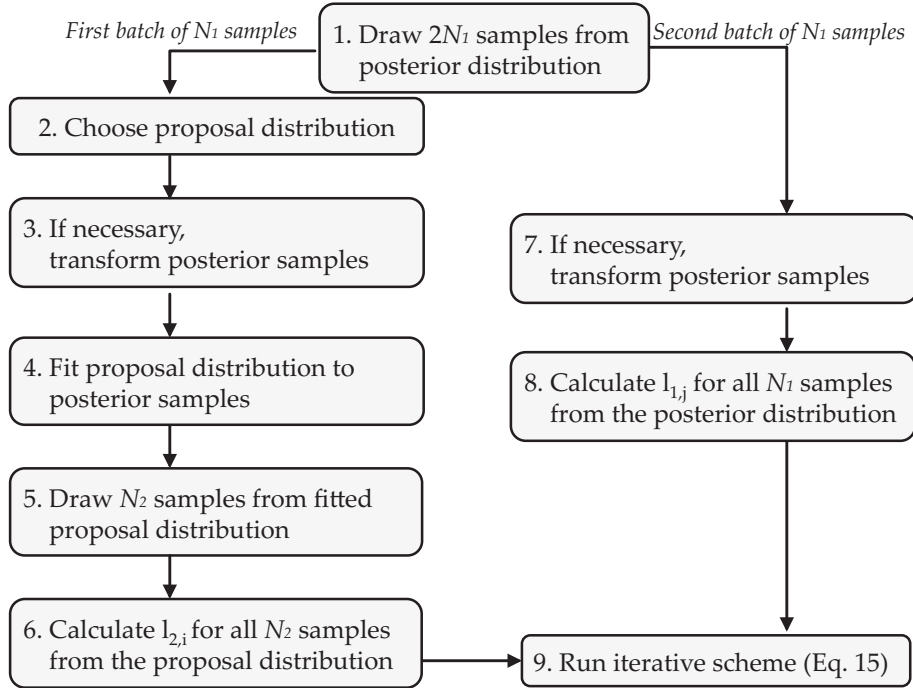 First batch of N₁ samples
1. Draw 2N₁ samples from
posterior distribution
Second batch of N₁ samples
2. Choose proposal distribution
3. If necessary,
transform posterior samples
4. Fit proposal distribution to
posterior samples
5. Draw N₂ samples from fitted
proposal distribution
6. Calculate l₂,ᵢ for all N₂ samples
from the proposal distribution
7. If necessary,
transform posterior samples
8. Calculate l₁,ⱼ for all N₁ samples
from the posterior distribution
9. Run iterative scheme (Eq. 15)